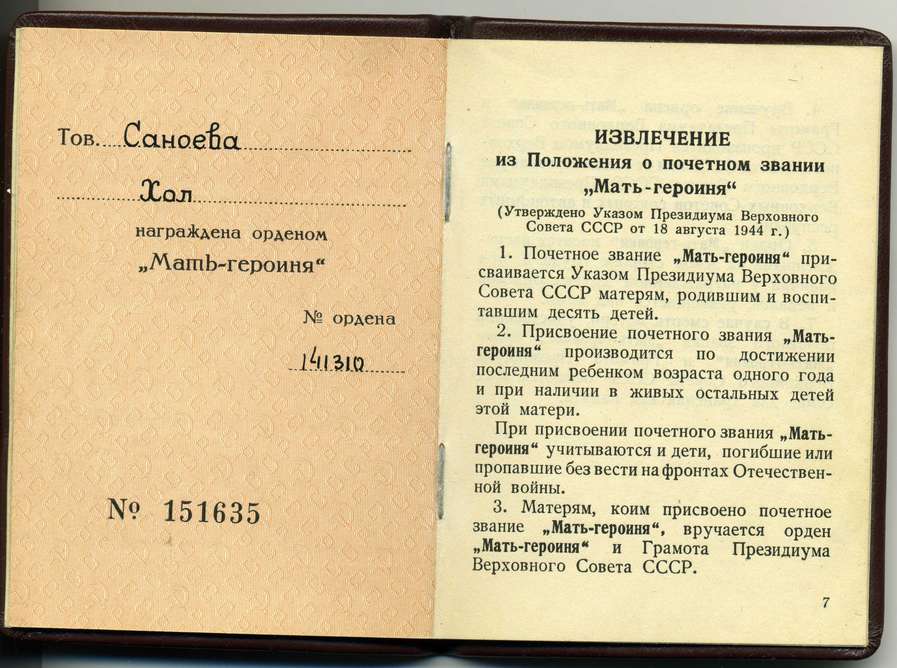 Тов. Саноева
Хол
награждена орденом
„Мать-героиня“
№ ордена
141310
№ 151635
ИЗВЛЕЧЕНИЕ
из Положения о почетном звании
„Мать-героиня“
(Утверждено Указом Президиума Верховного
Совета СССР от 18 августа 1944 г.)
1. Почетное звание „Мать-героиня“ при-
сваивается Указом Президиума Верховного
Совета СССР матерям, родившим и воспи-
тавшим десять детей.
2. Присвоение почетного звания „Мать-
героиня“ производится по достижении
последним ребенком возраста одного года
и при наличии в живых остальных детей
этой матери.
При присвоении почетного звания „Мать-
героиня“ учитываются и дети, погибшие или
пропавшие без вести на фронтах Отечествен-
ной войны.
3. Матерям, коим присвоено почетное
звание „Мать-героиня“, вручается орден
„Мать-героиня“ и Грамота Президиума
Верховного Совета СССР.
7